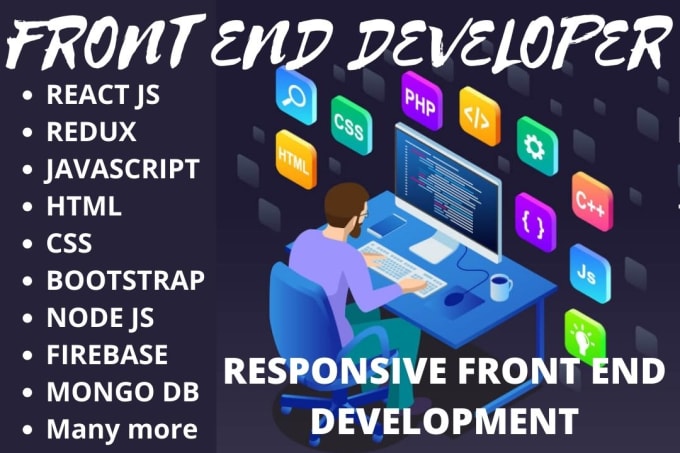 FRONT END DEVELOPER
• REACT JS
• REDUX
• JAVASCRIPT
• HTML
• CSS
• BOOTSTRAP
• NODE JS
• FIREBASE
• MONGO DB
• Many more
PHP
</>
CSS
HTML
C++
{ }
Js
RESPONSIVE FRONT END
DEVELOPMENT